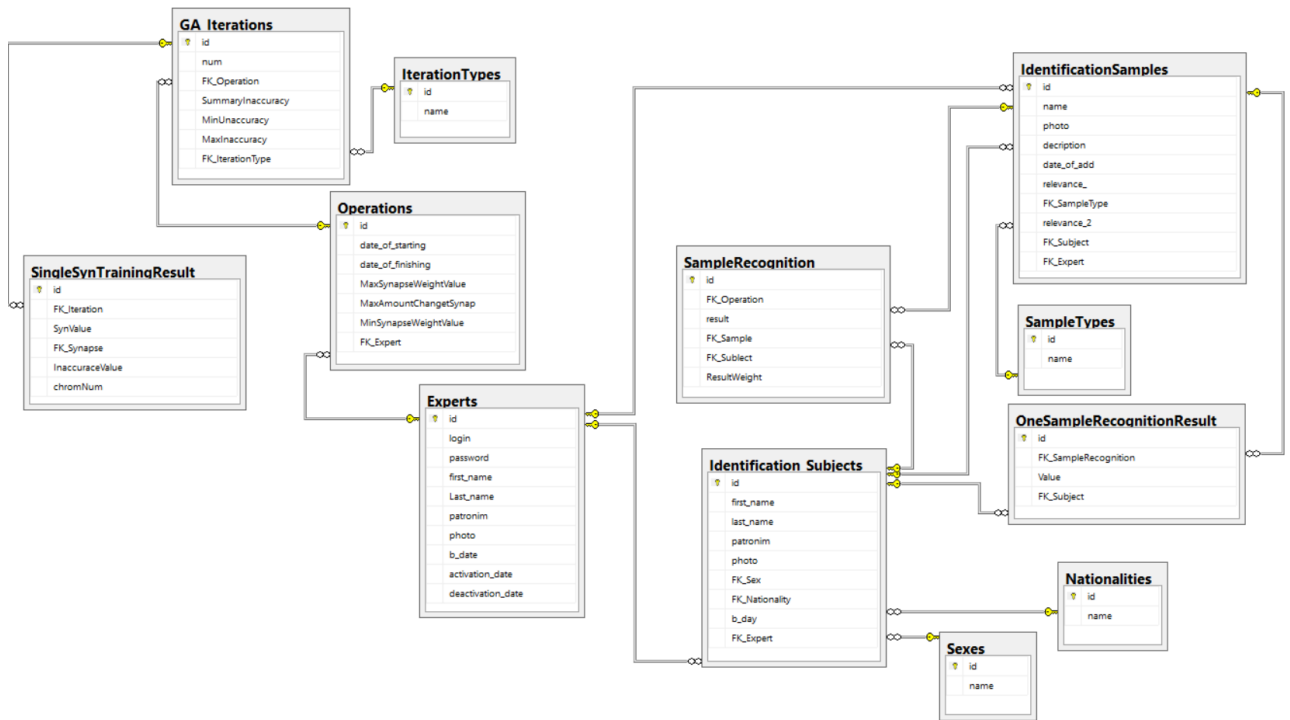 GA_Iterations
id
num
FK_Operation
SummaryInaccuracy
MinUnaccuracy
MaxInaccuracy
FK_IterationType
IterationTypes
id
name
Operations
id
date_of_starting
date_of_finishing
MaxSynapseWeightValue
MaxAmountChangetSynap
MinSynapseWeightValue
FK_Expert
SingleSynTrainingResult
id
FK_Iteration
SynValue
FK_Synapse
InaccuraceValue
chromNum
Experts
id
login
password
first_name
Last_name
patronim
photo
b_date
activation_date
deactivation_date
SampleRecognition
id
FK_Operation
result
FK_Sample
FK_Sublect
ResultWeight
Identification_Subjects
id
first_name
last_name
patronim
photo
FK_Sex
FK_Nationality
b_day
FK_Expert
IdentificationSamples
id
name
photo
decription
date_of_add
relevance_
FK_SampleType
relevance_2
FK_Subject
FK_Expert
SampleTypes
id
name
OneSampleRecognitionResult
id
FK_SampleRecognition
Value
FK_Subject
Nationalities
id
name
Sexes
id
name